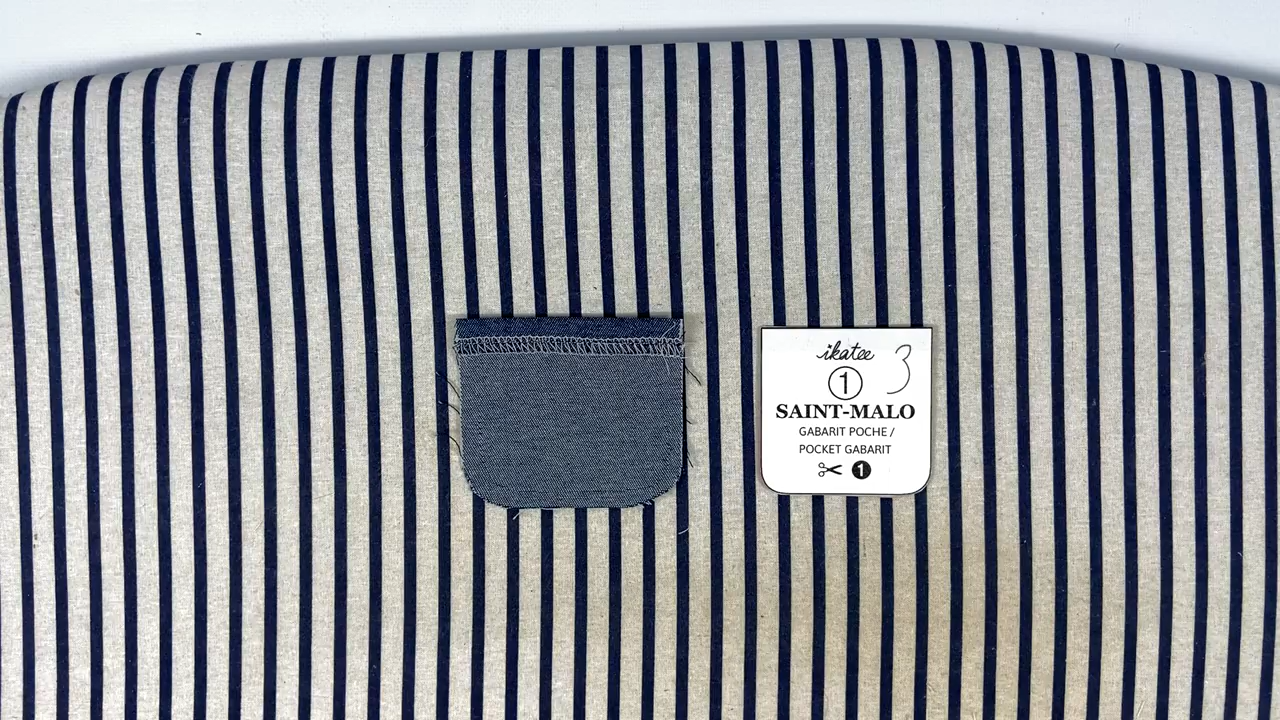 ikatee
3
1
SAINT-MALO
GABARIT POCHE /
POCKET GABARIT
1